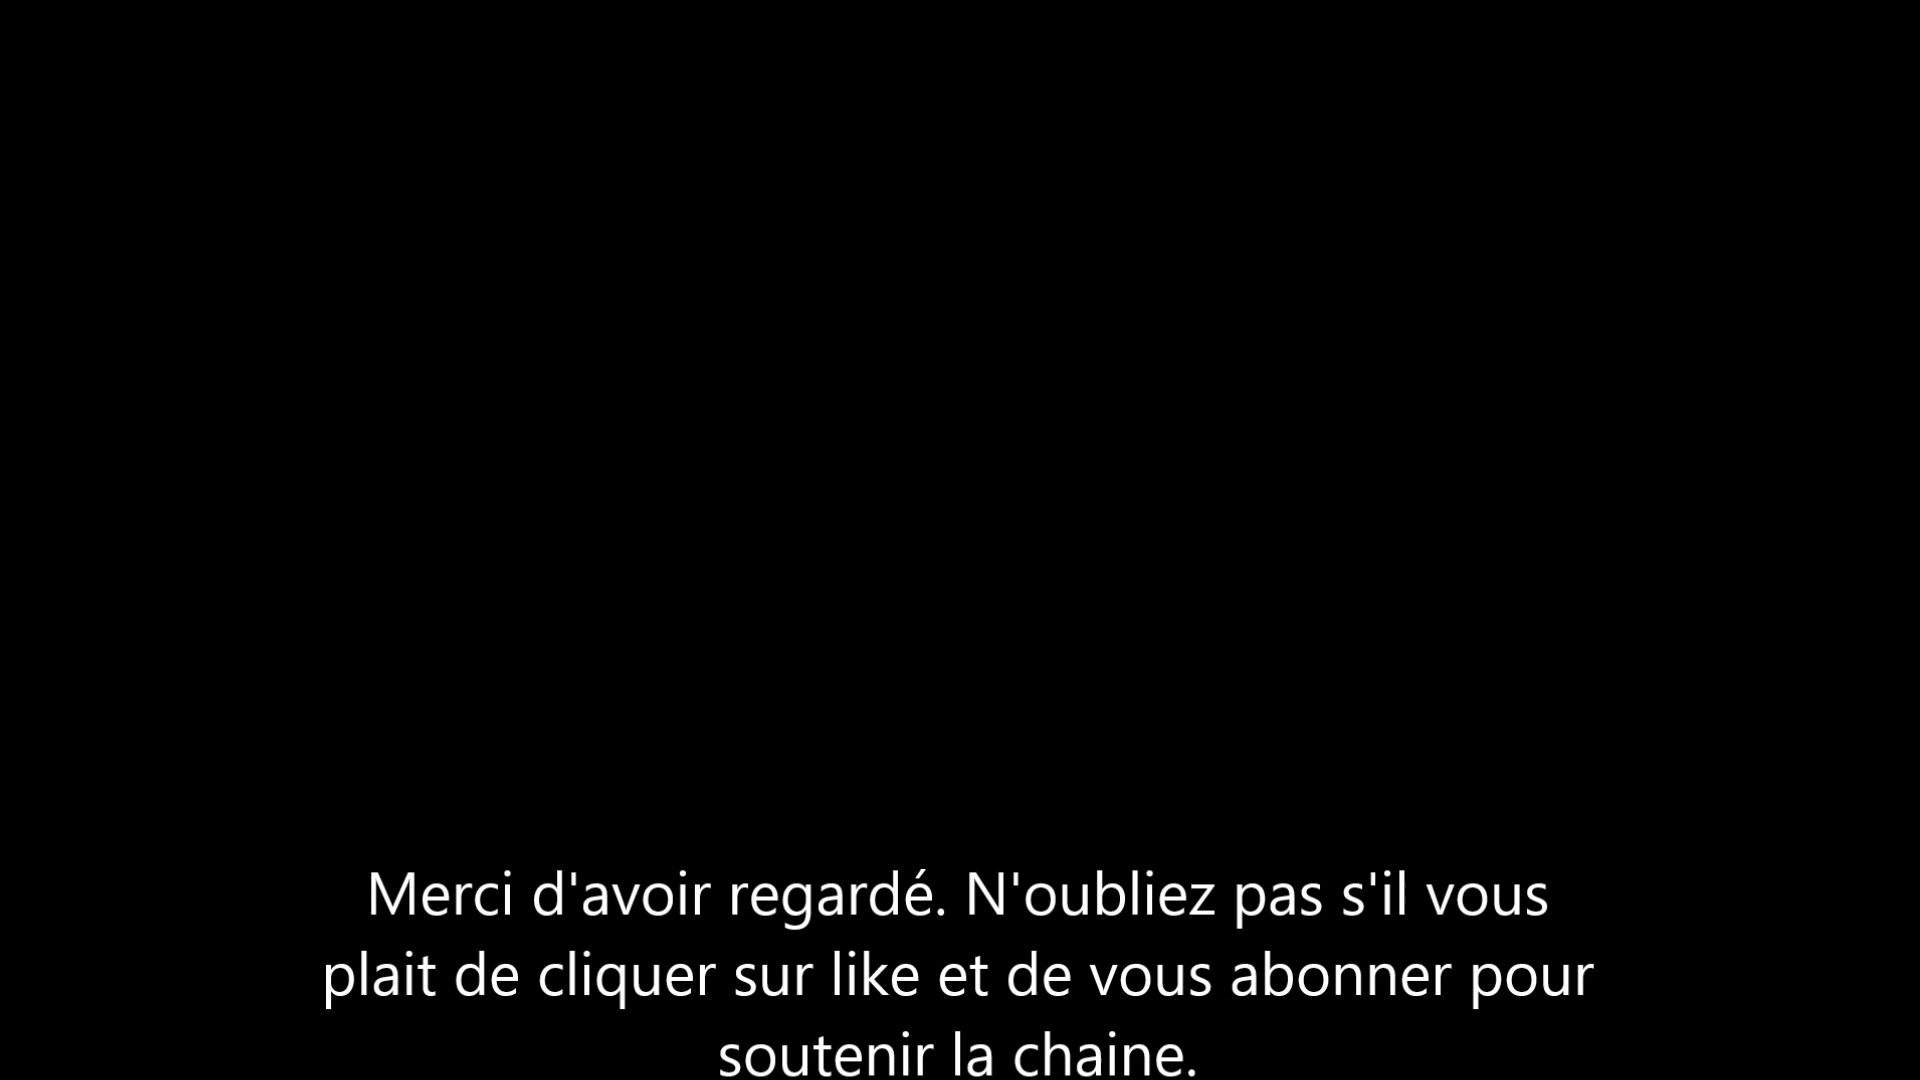 Merci d'avoir regardé. N'oubliez pas s'il vous
plait de cliquer sur like et de vous abonner pour
soutenir la chaine.